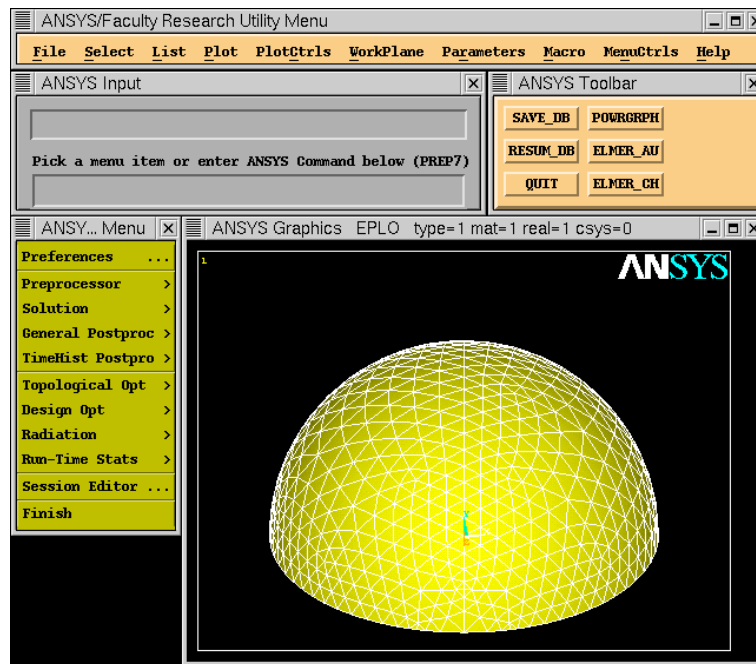 ANSYS/Faculty Research Utility Menu
File Select List Plot PlotCtrls WorkPlane Parameters Macro MenuCtrls Help
ANSYS Input
Pick a menu item or enter ANSYS Command below (PREP7)
ANSYS Toolbar
SAVE_DB POWRGRPH
RESUM_DB ELMER_AU
QUIT ELMER_CH
ANSY... Menu
Preferences ...
Preprocessor >
Solution >
General Postproc >
TimeHist Postpro >
Topological Opt >
Design Opt >
Radiation >
Run-Time Stats >
Session Editor ...
Finish
ANSYS Graphics EPLO type=1 mat=1 real=1 csys=0
1
ANSYS